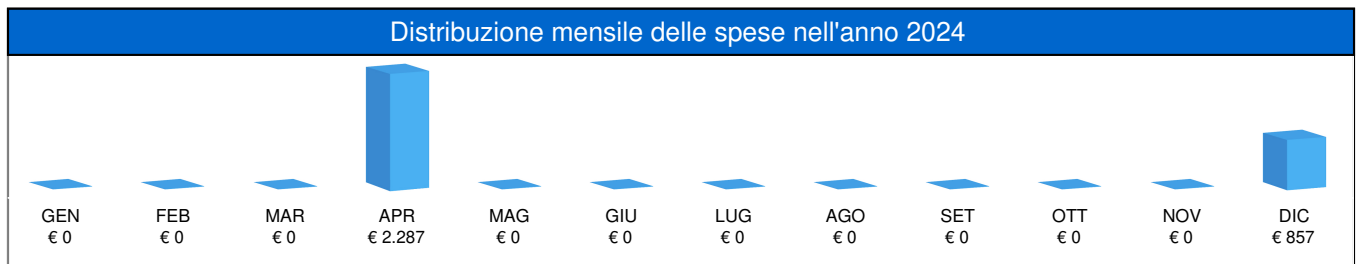 Distribuzione mensile delle spese nell'anno 2024
GEN FEB MAR APR MAG GIU LUG AGO SET OTT NOV DIC
€ 0 € 0 € 0 € 2.287 € 0 € 0 € 0 € 0 € 0 € 0 € 0 € 857